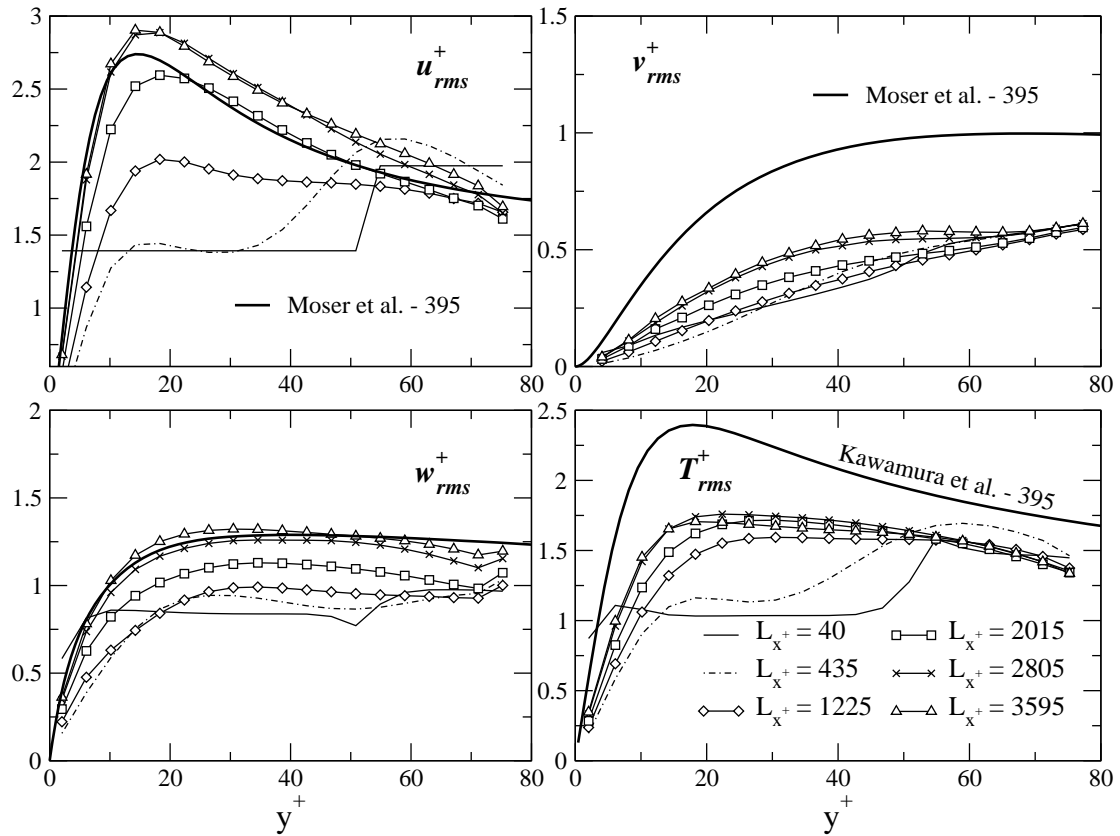 3
2.5
2
1.5
1
0
20
40
60
80
u⁺rms
Moser et al. - 395
1.5
1
0.5
0
0
20
40
60
80
v⁺rms
Moser et al. - 395
2
1.5
1
0.5
0
0
20
40
60
80
w⁺rms
y⁺
2.5
2
1.5
1
0.5
0
0
20
40
60
80
T⁺rms
Kawamura et al. - 395
Lx⁺ = 40
Lx⁺ = 2015
Lx⁺ = 435
Lx⁺ = 2805
Lx⁺ = 1225
Lx⁺ = 3595
y⁺